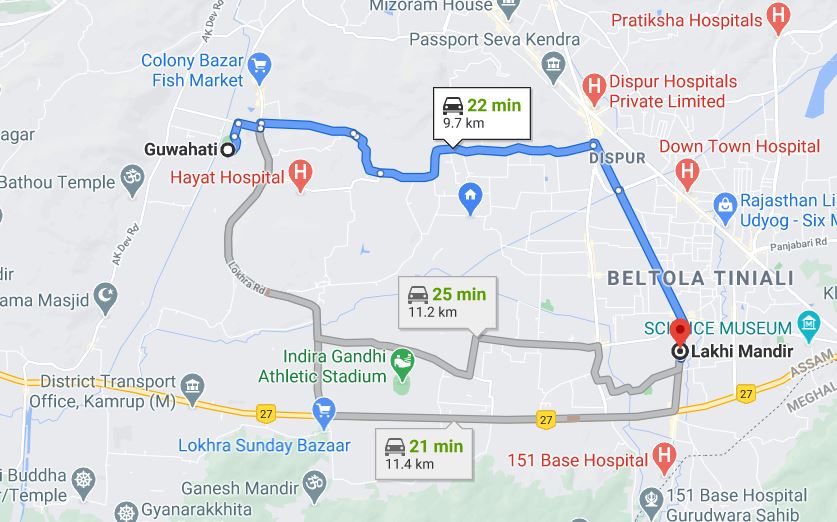 Mizoram House
Pratiksha Hospitals
AK Dev Rd
Passport Seva Kendra
Colony Bazar
Fish Market
Dispur Hospitals
Private Limited
22 min
9.7 km
Guwahati
DISPUR
Down Town Hospital
Hayat Hospital
Bathou Temple
Rajasthan Li
Udyog - Six M
Panjabari Rd
AK Dev Rd
Lokhra Rd
BELTOLA TINIALI
25 min
11.2 km
ama Masjid
SCIENCE MUSEUM
Lakhi Mandir
Indira Gandhi
Athletic Stadium
ASSAM
MEGHAL
District Transport
Office, Kamrup (M)
27
27
27
Lokhra Sunday Bazaar
21 min
11.4 km
151 Base Hospital
i Buddha
r/Temple
Ganesh Mandir
Gyanarakkhya
151 Base Hospital
Gurudwara Sahib